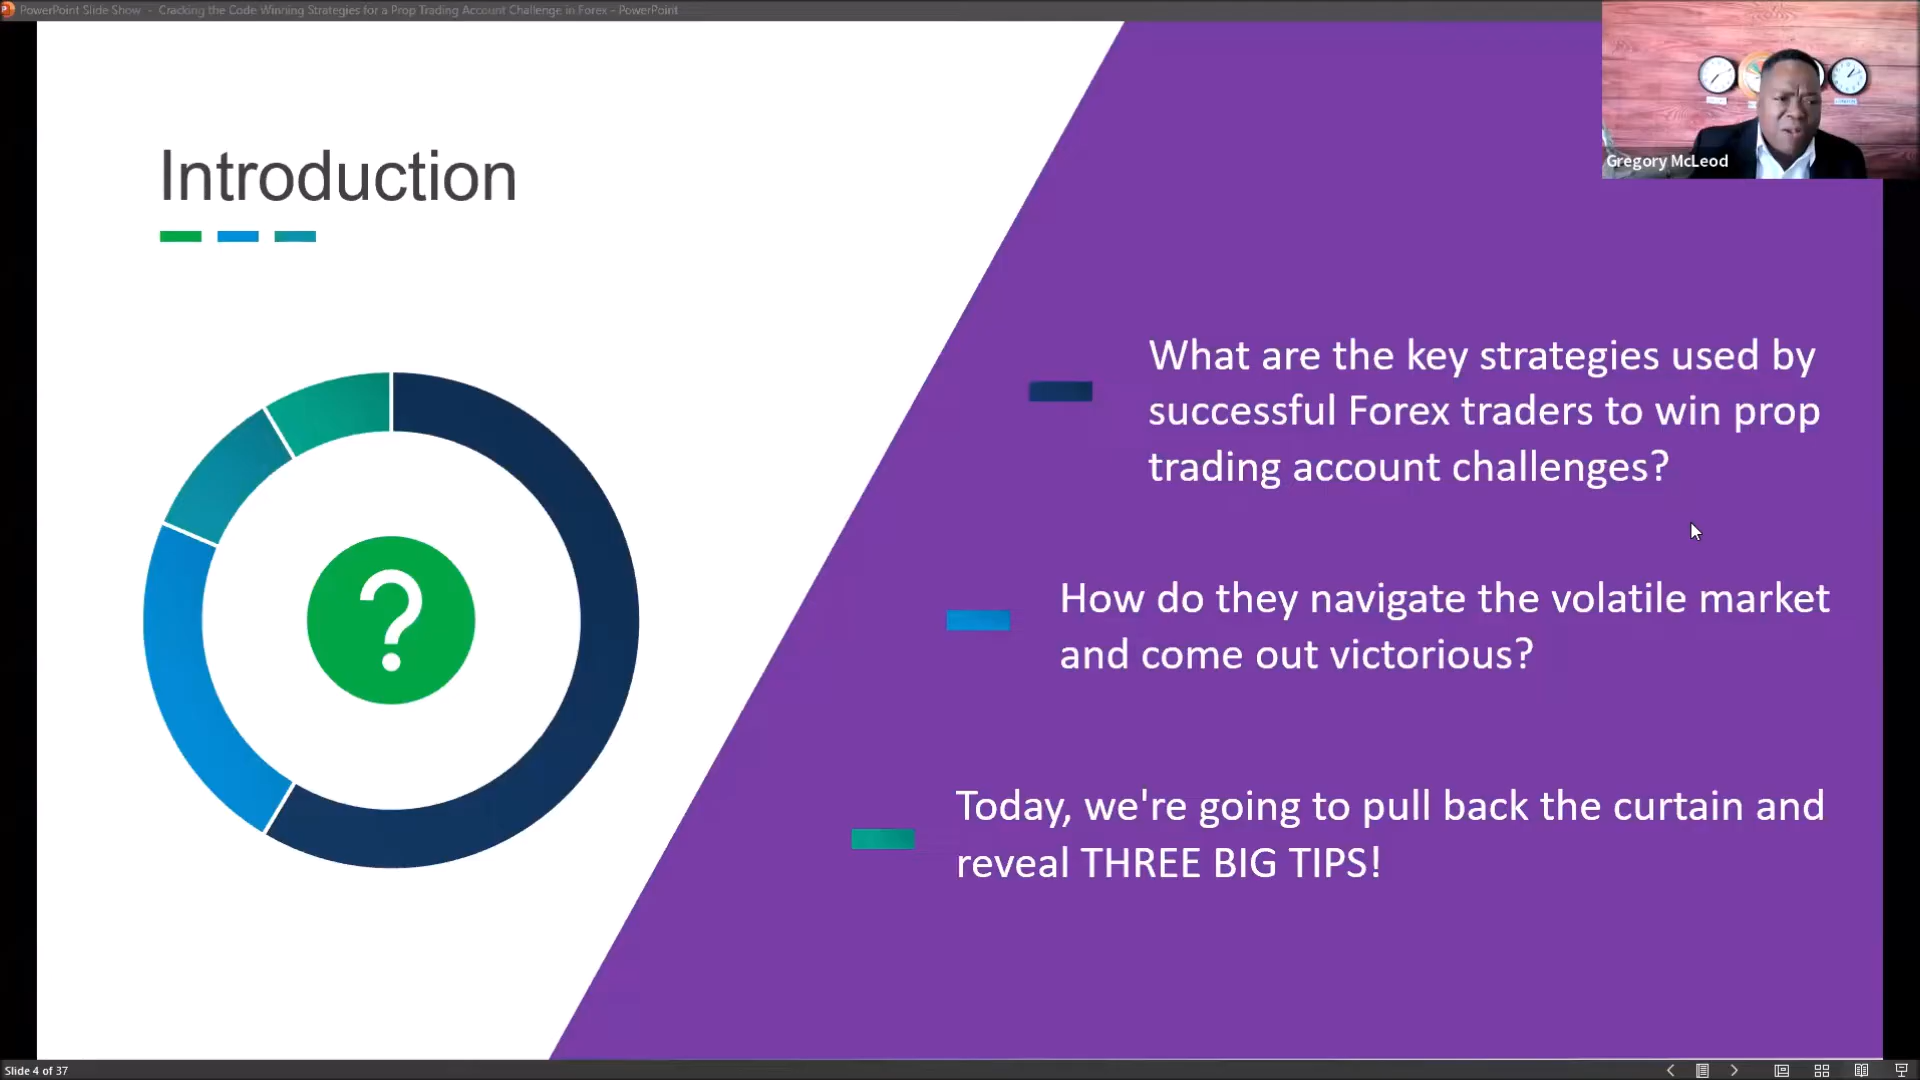 PowerPoint Slide Show - Cracking the Code Winning Strategies for a Prop Trading Account Challenge in Forex - PowerPoint
Gregory McLeod
Introduction
?
What are the key strategies used by
successful Forex traders to win prop
trading account challenges?
How do they navigate the volatile market
and come out victorious?
Today, we're going to pull back the curtain and
reveal THREE BIG TIPS!
Slide 4 of 37